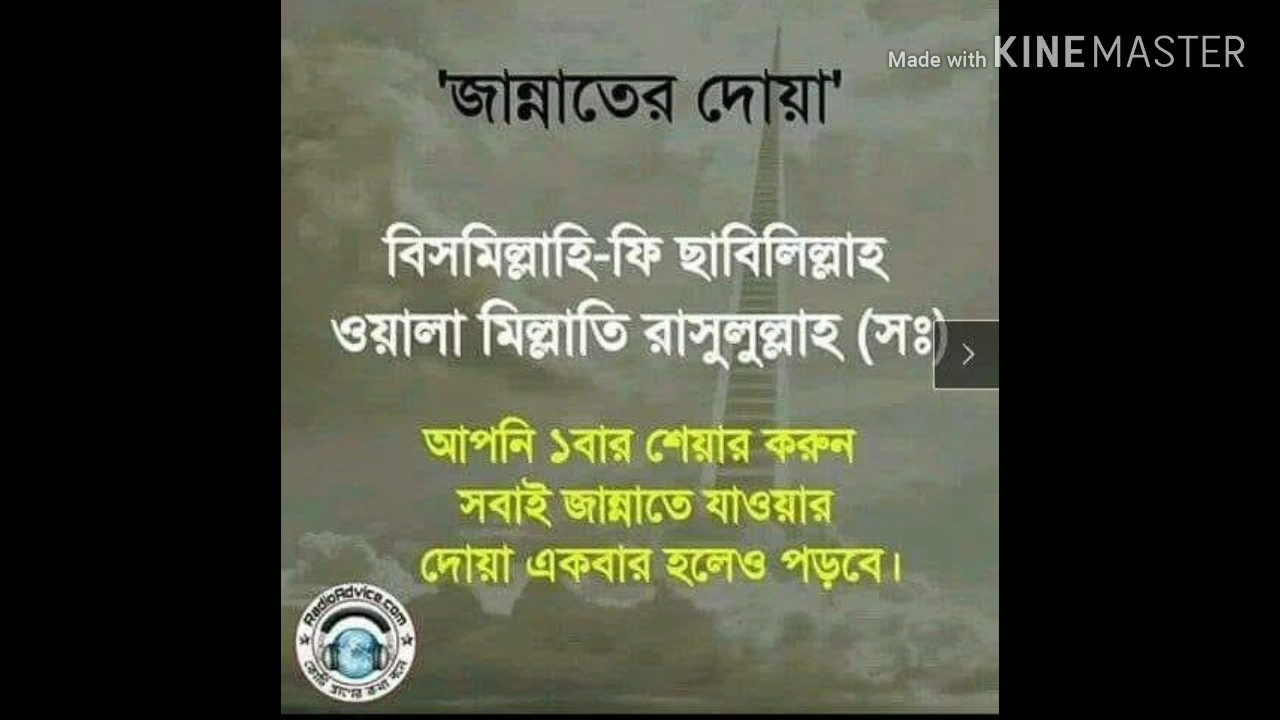 Made with KINEMASTER
'জান্নাতের দোয়া'
বিসমিল্লাহি-ফি ছাবিলিল্লাহ
ওয়ালা মিল্লাতি রাসুলুল্লাহ (সঃ)
আপনি ১বার শেয়ার করুন
সবাই জান্নাতে যাওয়ার
দোয়া একবার হলেও পড়বে।
RadioAdvice.com